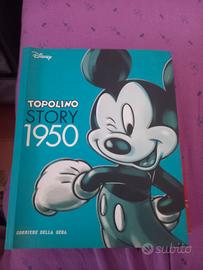 Disney
TOPOLINO
STORY
1950
CORRIERE DELLA SERA
subito